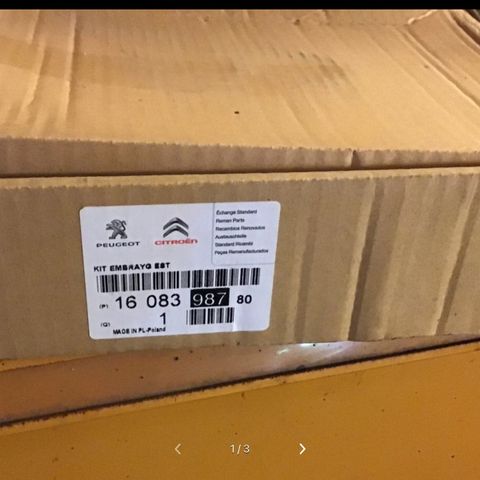 PEUGEOT
CITROËN
Échange Standard
Reman Parts
Recambios Renovados
Austauschteile
Standard Ricambi
Peças Remanufacturados
KIT EMBRAYG EST
(P) 16 083 987 80
(Q) 1
MADE IN PL-Poland
1/3